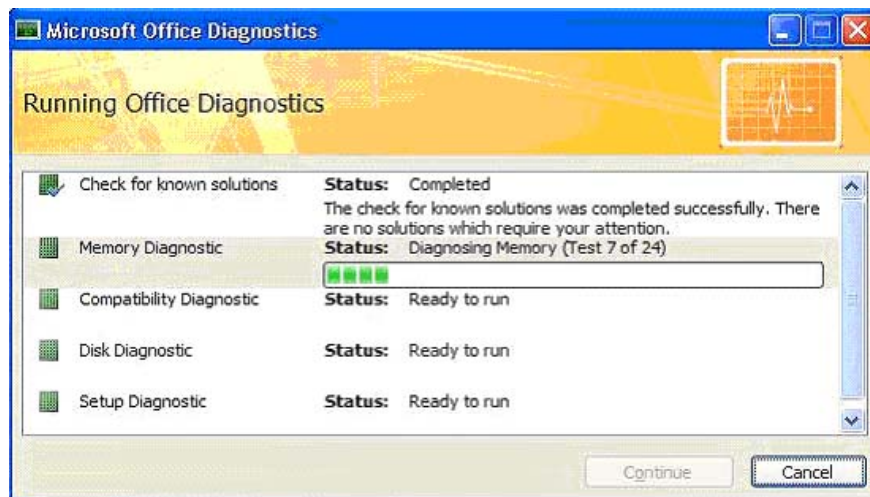 Microsoft Office Diagnostics
Running Office Diagnostics
Check for known solutions Status: Completed
The check for known solutions was completed successfully. There
are no solutions which require your attention.
Memory Diagnostic Status: Diagnosing Memory (Test 7 of 24)
Compatibility Diagnostic Status: Ready to run
Disk Diagnostic Status: Ready to run
Setup Diagnostic Status: Ready to run
Continue Cancel